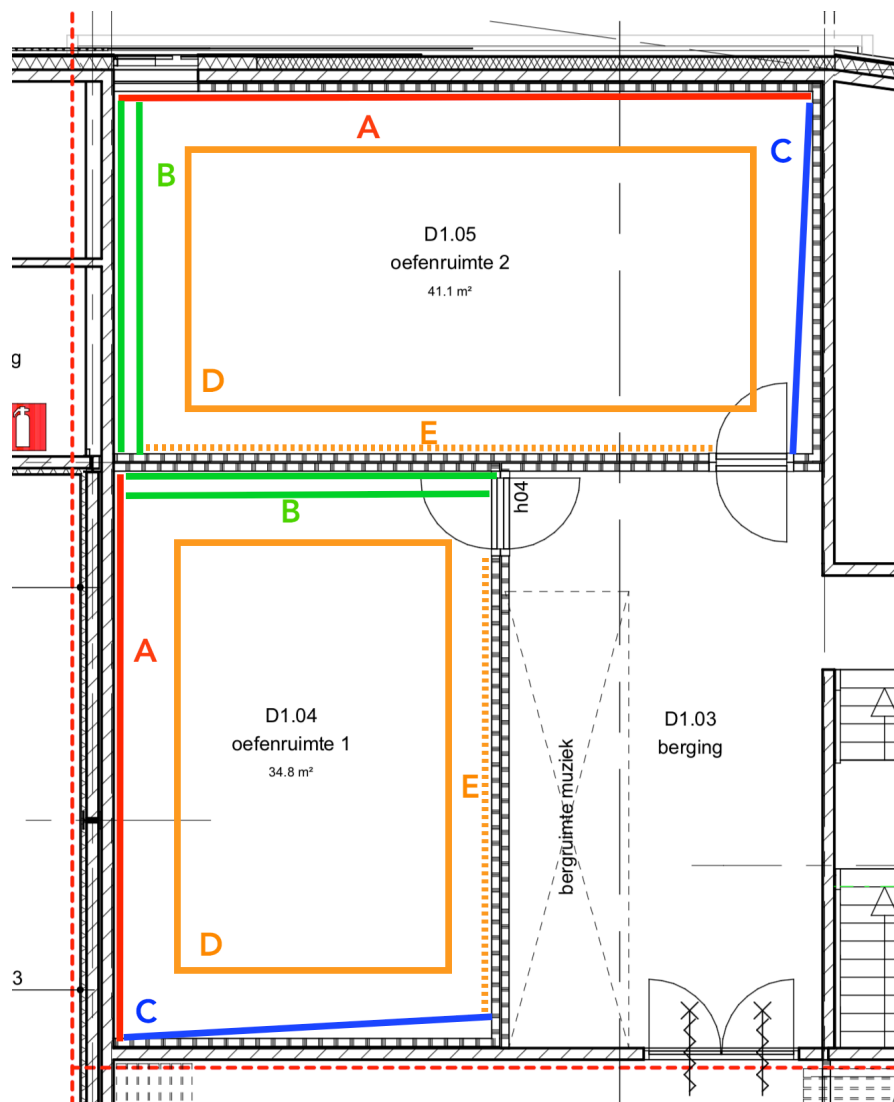 A
B
C
D1.05
oefenruimte 2
41.1 m²
g
D
E
h04
B
A
D1.04
oefenruimte 1
34.8 m²
E
D1.03
berging
bergruimte muziek
D
C
3